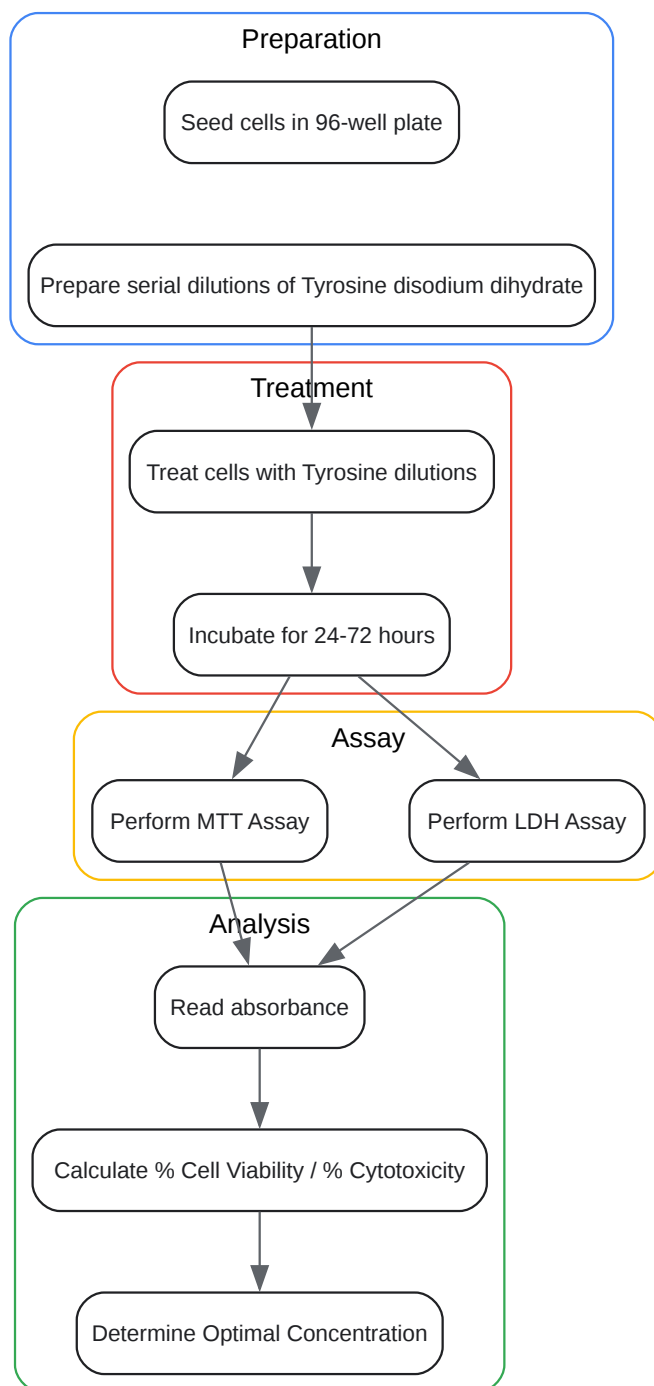 Preparation
Seed cells in 96-well plate
Prepare serial dilutions of Tyrosine disodium dihydrate
Treatment
Treat cells with Tyrosine dilutions
Incubate for 24-72 hours
Assay
Perform MTT Assay
Perform LDH Assay
Analysis
Read absorbance
Calculate % Cell Viability / % Cytotoxicity
Determine Optimal Concentration